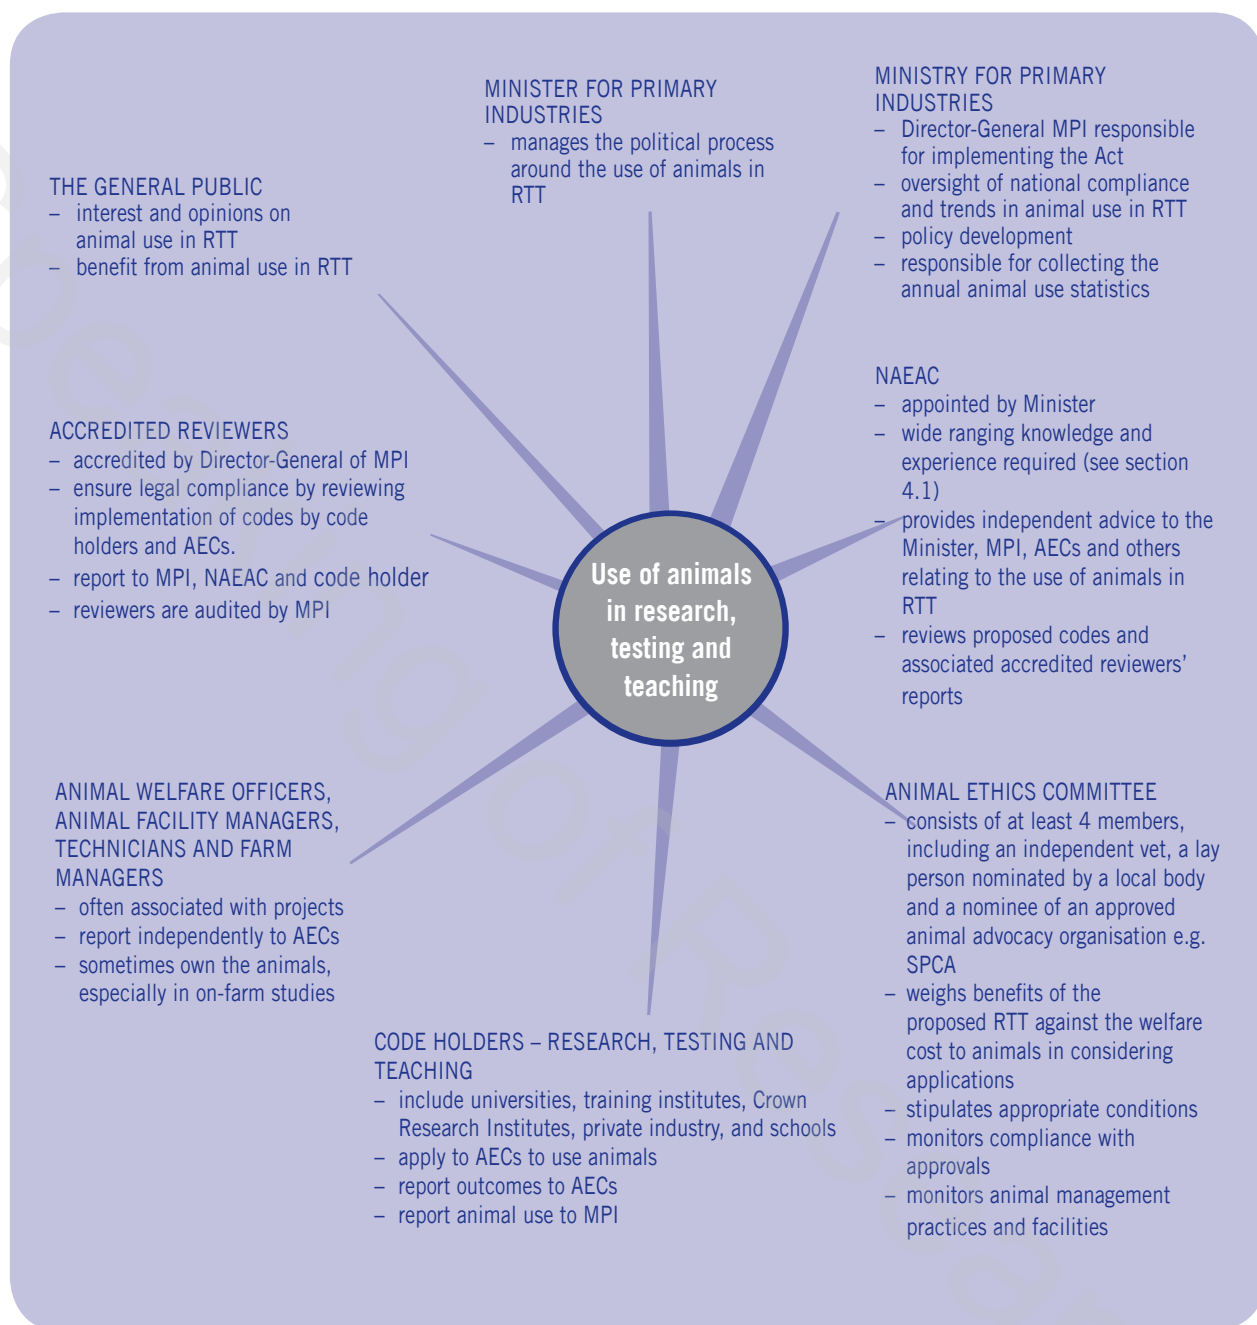 MINISTER FOR PRIMARY
INDUSTRIES
– manages the political process
around the use of animals in
RTT
MINISTRY FOR PRIMARY
INDUSTRIES
– Director-General MPI responsible
for implementing the Act
– oversight of national compliance
and trends in animal use in RTT
– policy development
– responsible for collecting the
annual animal use statistics
THE GENERAL PUBLIC
– interest and opinions on
animal use in RTT
– benefit from animal use in RTT
NAEAC
– appointed by Minister
– wide ranging knowledge and
experience required (see section
4.1)
– provides independent advice to the
Minister, MPI, AECs and others
relating to the use of animals in
RTT
– reviews proposed codes and
associated accredited reviewers’
reports
ACCREDITED REVIEWERS
– accredited by Director-General of MPI
– ensure legal compliance by reviewing
implementation of codes by code
holders and AECs.
– report to MPI, NAEAC and code holder
– reviewers are audited by MPI
Use of animals
in research,
testing and
teaching
ANIMAL WELFARE OFFICERS,
ANIMAL FACILITY MANAGERS,
TECHNICIANS AND FARM
MANAGERS
– often associated with projects
– report independently to AECs
– sometimes own the animals,
especially in on-farm studies
ANIMAL ETHICS COMMITTEE
– consists of at least 4 members,
including an independent vet, a lay
person nominated by a local body
and a nominee of an approved
animal advocacy organisation e.g.
SPCA
– weighs benefits of the
proposed RTT against the welfare
cost to animals in considering
applications
– stipulates appropriate conditions
– monitors compliance with
approvals
– monitors animal management
practices and facilities
CODE HOLDERS – RESEARCH, TESTING AND
TEACHING
– include universities, training institutes, Crown
Research Institutes, private industry, and schools
– apply to AECs to use animals
– report outcomes to AECs
– report animal use to MPI